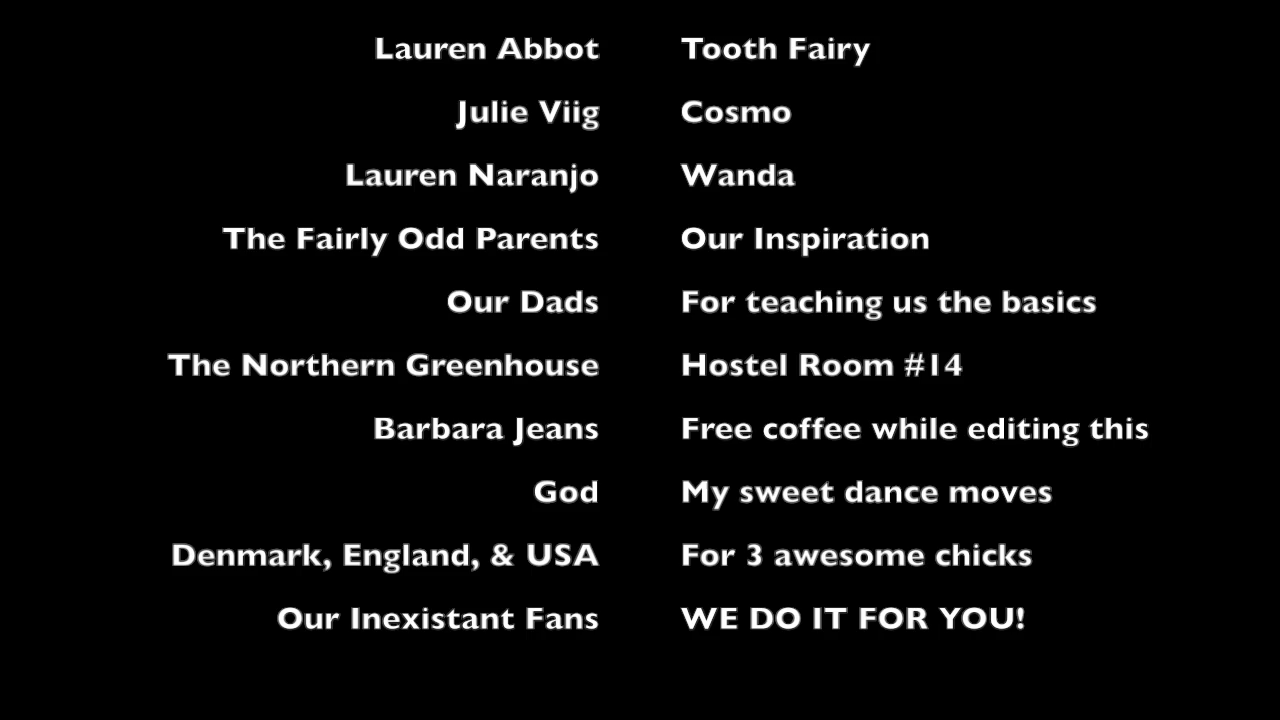 Lauren Abbot Tooth Fairy
Julie Viig Cosmo
Lauren Naranjo Wanda
The Fairly Odd Parents Our Inspiration
Our Dads For teaching us the basics
The Northern Greenhouse Hostel Room #14
Barbara Jeans Free coffee while editing this
God My sweet dance moves
Denmark, England, & USA For 3 awesome chicks
Our Inexistant Fans WE DO IT FOR YOU!